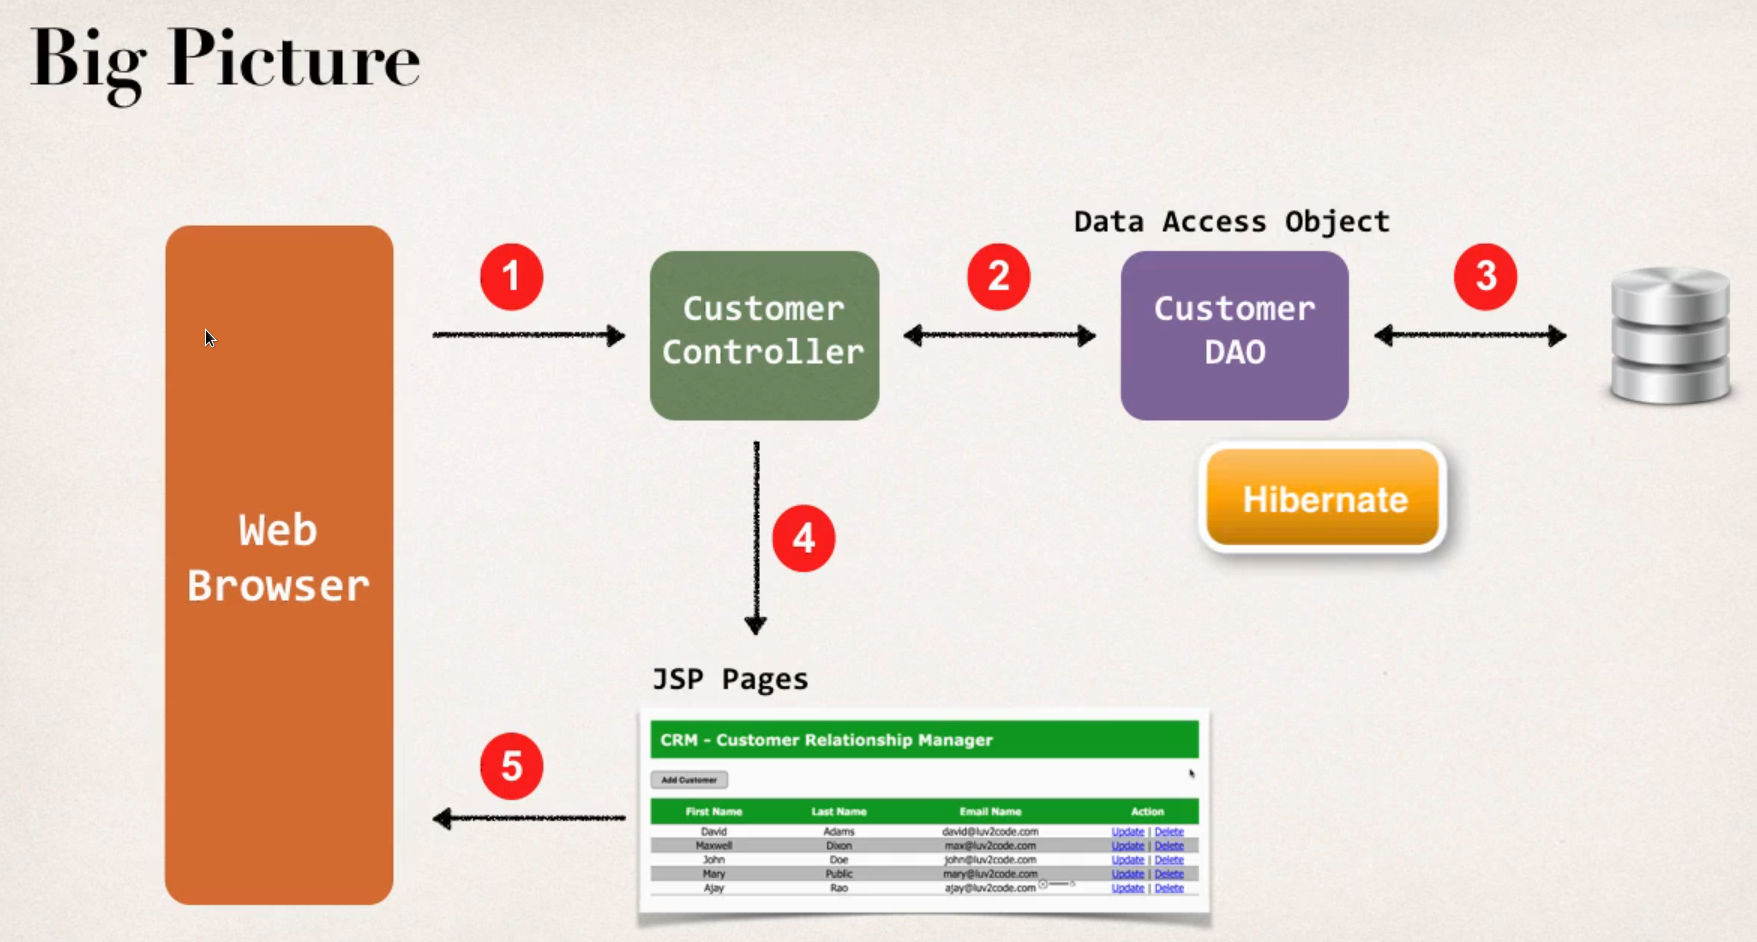 Big Picture
Data Access Object
1
2
3
Customer
Controller
Customer
DAO
Hibernate
Web
Browser
4
JSP Pages
5
CRM - Customer Relationship Manager
Add Customer
First Name Last Name Email Name Action
David Adams david@luv2code.com Update | Delete
Maxwell Dixon max@luv2code.com Update | Delete
John Doe john@luv2code.com Update | Delete
Mary Public mary@luv2code.com Update | Delete
Ajay Rao ajay@luv2code.com Update | Delete